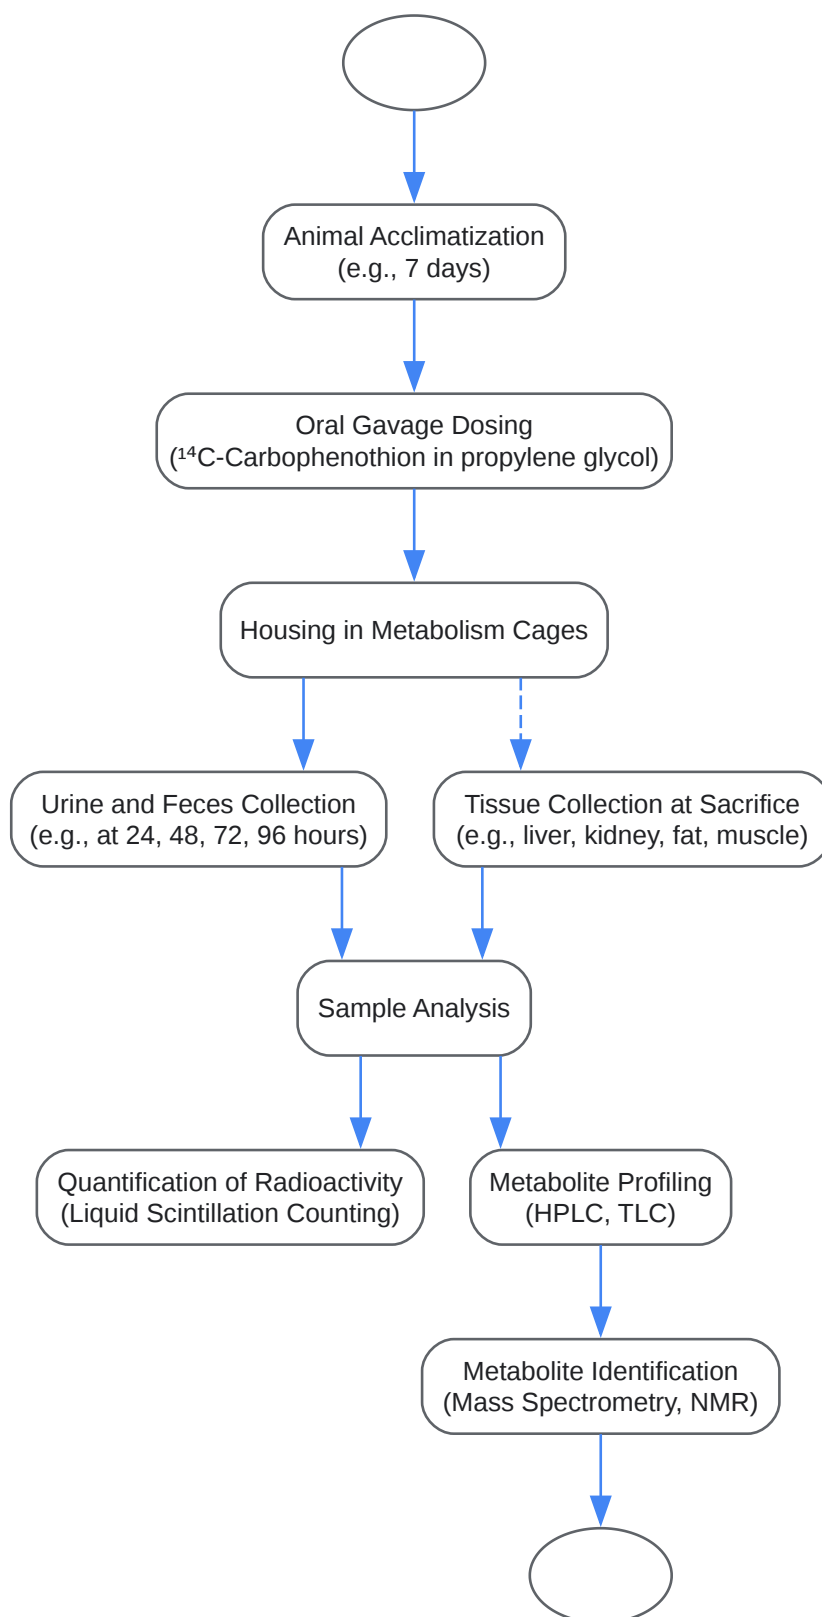 Animal Acclimatization
(e.g., 7 days)
Oral Gavage Dosing
(¹⁴C-Carbophenothion in propylene glycol)
Housing in Metabolism Cages
Urine and Feces Collection
(e.g., at 24, 48, 72, 96 hours)
Tissue Collection at Sacrifice
(e.g., liver, kidney, fat, muscle)
Sample Analysis
Quantification of Radioactivity
(Liquid Scintillation Counting)
Metabolite Profiling
(HPLC, TLC)
Metabolite Identification
(Mass Spectrometry, NMR)